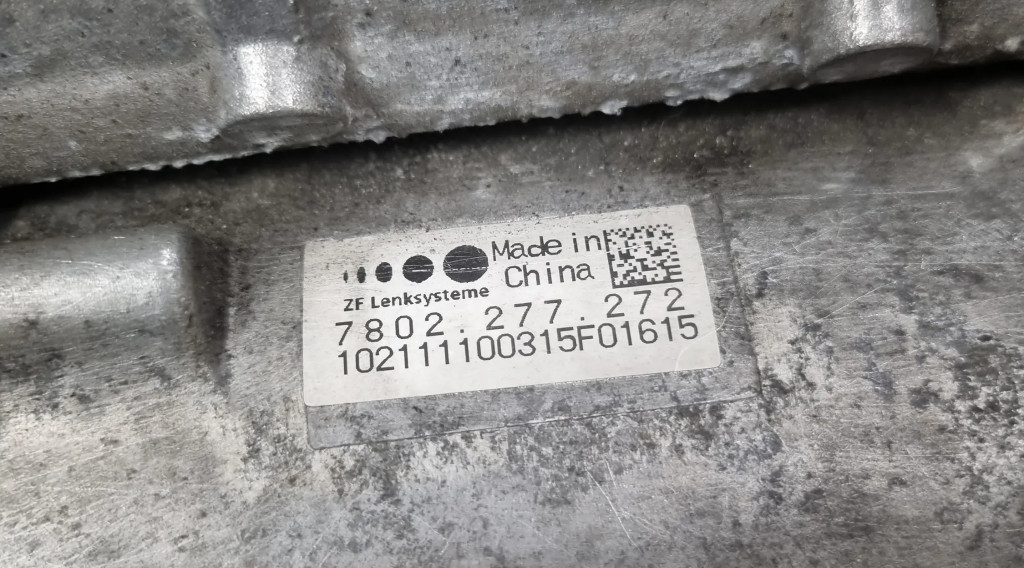 Made in
China
ZF Lenksysteme
7802.277.272
102111100315F01615